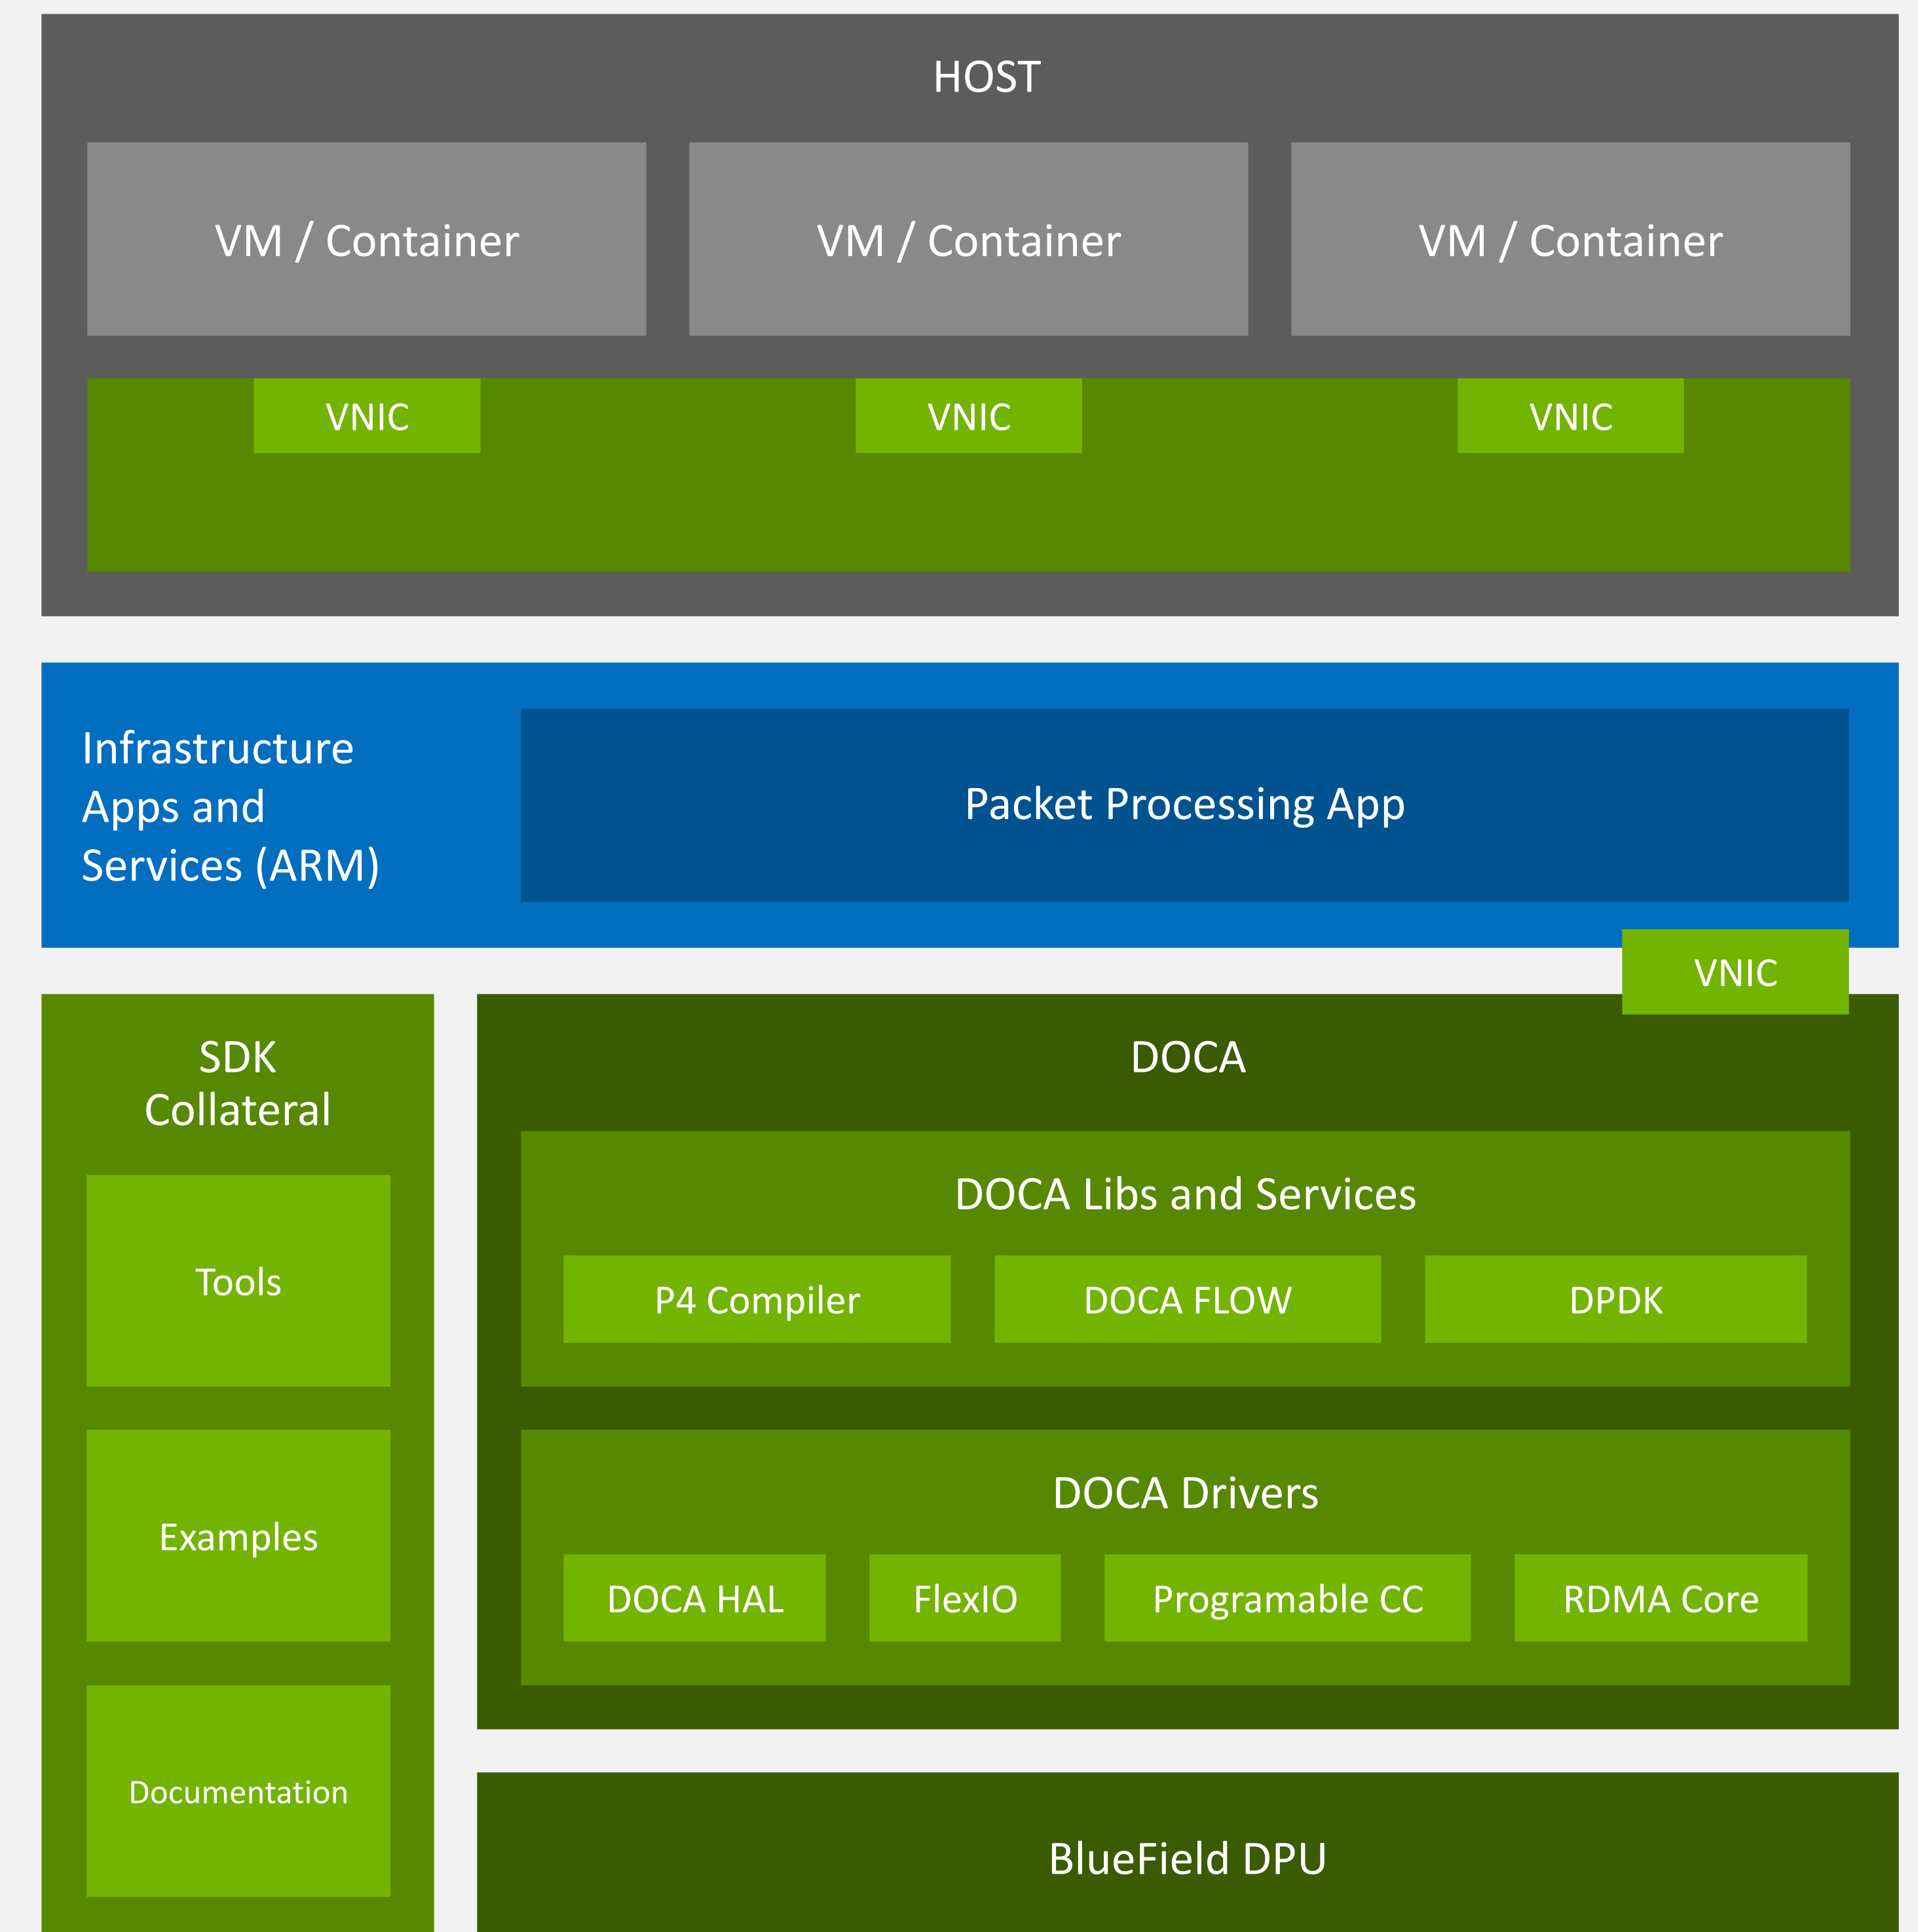 HOST
VM / Container
VM / Container
VM / Container
VNIC
VNIC
VNIC
Infrastructure
Apps and
Services (ARM)
Packet Processing App
VNIC
SDK
Collateral
Tools
Examples
Documentation
DOCA
DOCA Libs and Services
P4 Compiler
DOCA FLOW
DPDK
DOCA Drivers
DOCA HAL
FlexIO
Programable CC
RDMA Core
BlueField DPU